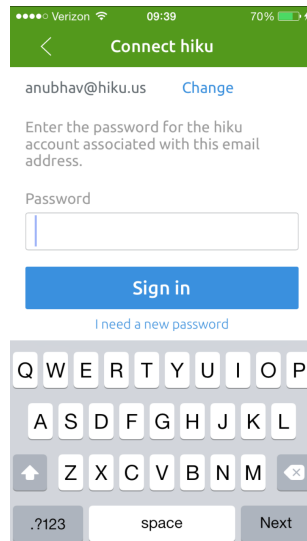 Verizon 09:39 70%
Connect hiku
anubhav@hiku.us Change
Enter the password for the hiku
account associated with this email
address.
Password
Sign in
I need a new password
Q W E R T Y U I O P
A S D F G H J K L
Z X C V B N M
.?123 space Next